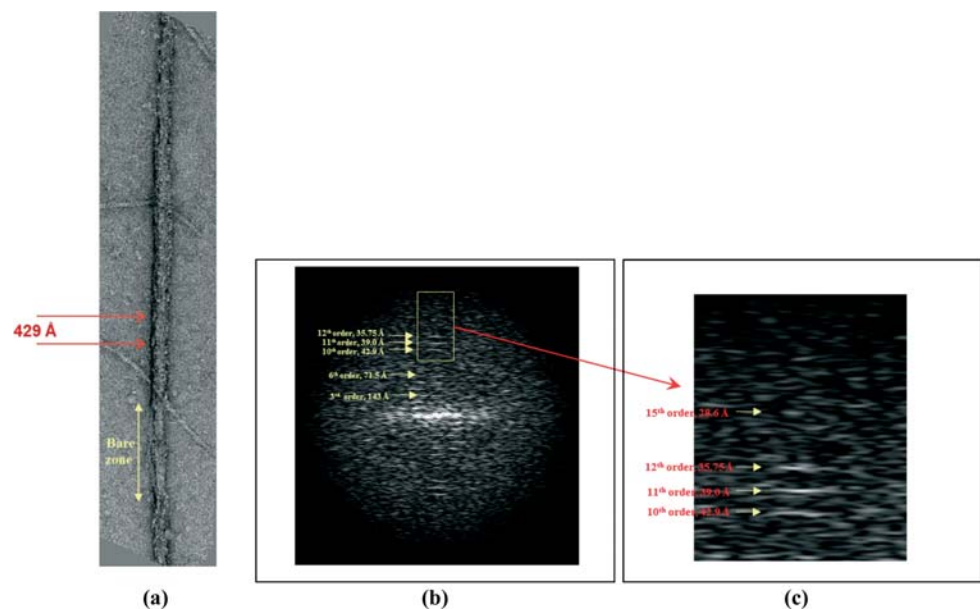 429 Å
Bare
zone
(a)
12th order, 35.75 Å
11th order, 39.0 Å
10th order, 42.9 Å
6th order, 71.5 Å
3rd order, 143 Å
(b)
15th order, 28.6 Å
12th order, 35.75 Å
11th order, 39.0 Å
10th order, 42.9 Å
(c)